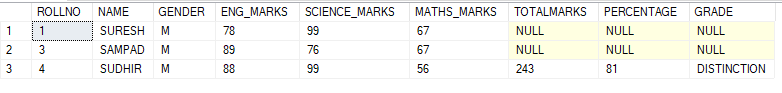 ROLLNO NAME GENDER ENG_MARKS SCIENCE_MARKS MATHS_MARKS TOTALMARKS PERCENTAGE GRADE
1 1 SURESH M 78 99 67 NULL NULL NULL
2 3 SAMPAD M 89 76 67 NULL NULL NULL
3 4 SUDHIR M 88 99 56 243 81 DISTINCTION